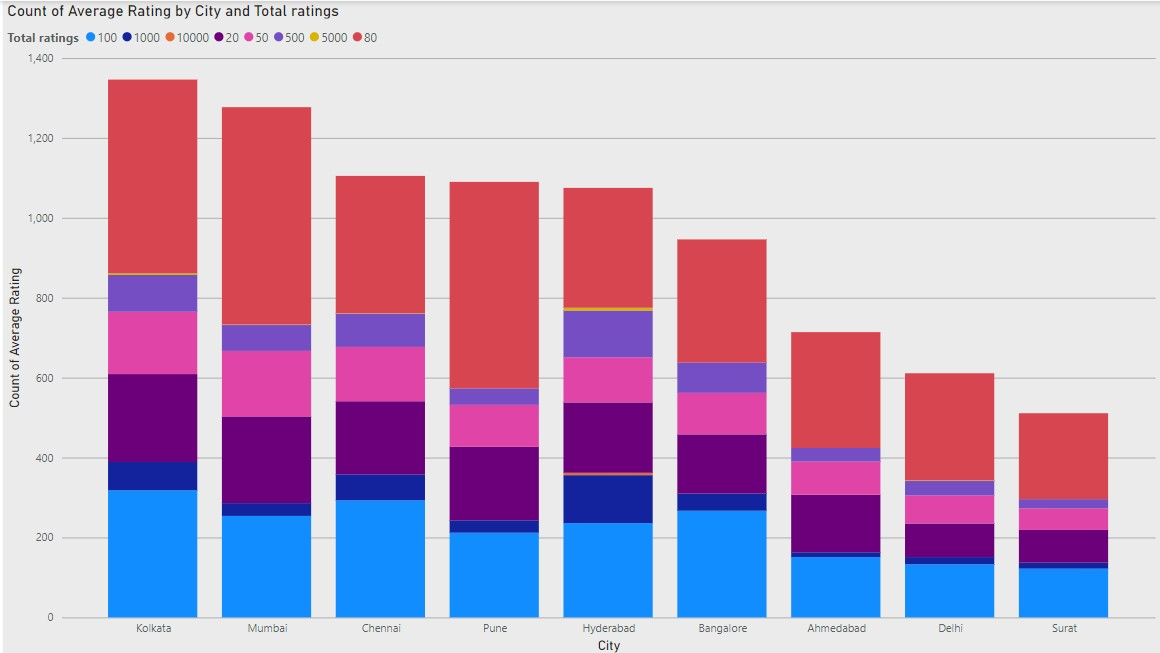 Count of Average Rating by City and Total ratings
Total ratings 100 1000 10000 20 50 500 5000 80
1,400
1,200
1,000
800
600
400
200
0
Count of Average Rating
Kolkata Mumbai Chennai Pune Hyderabad Bangalore Ahmedabad Delhi Surat
City